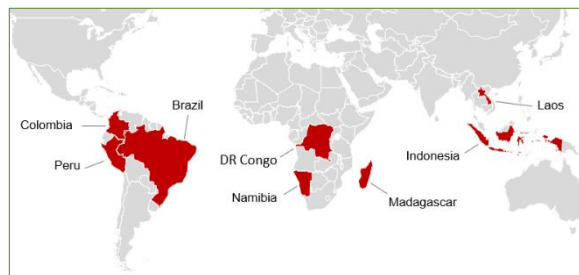 Brazil
Laos
Colombia
DR Congo
Indonesia
Peru
Namibia
Madagascar